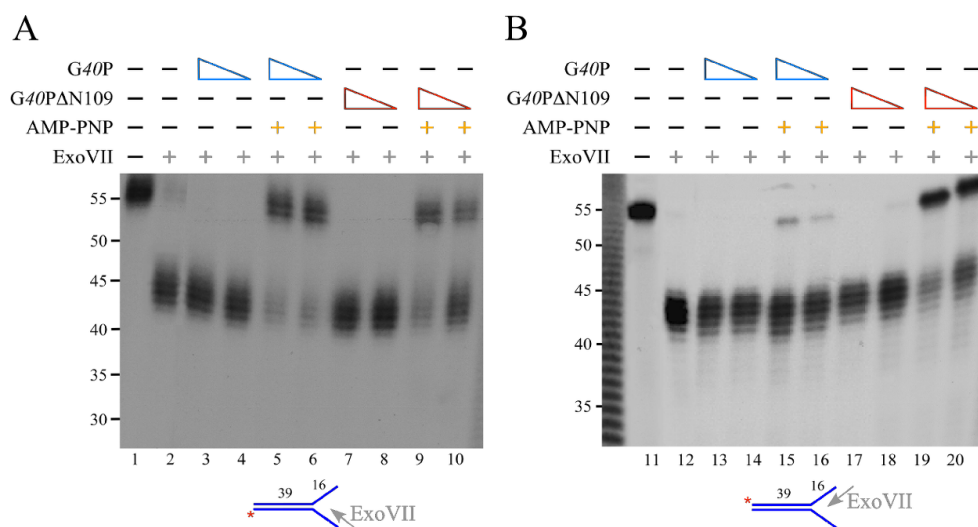 A
G40P – – – – – –
G40PΔN109 – – – – – –
AMP-PNP – – – – + + – – + +
ExoVII – + + + + + + + + +
55
50
45
40
35
30
1 2 3 4 5 6 7 8 9 10
39 16
* ExoVII
B
G40P – – – – – –
G40PΔN109 – – – – – –
AMP-PNP – – – – + + – – + +
ExoVII – + + + + + + + + +
55
50
45
40
35
11 12 13 14 15 16 17 18 19 20
* 39 16
ExoVII